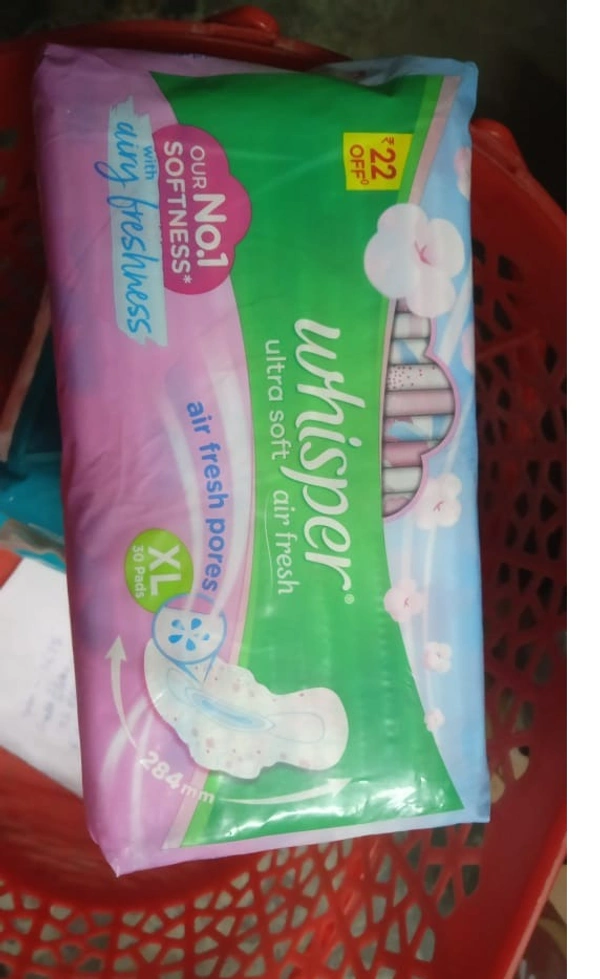 ₹22
OFF◊
OUR No.1
SOFTNESS*
with
airy freshness
whisper®
ultra soft air fresh
air fresh pores
XL
30 Pads
284mm